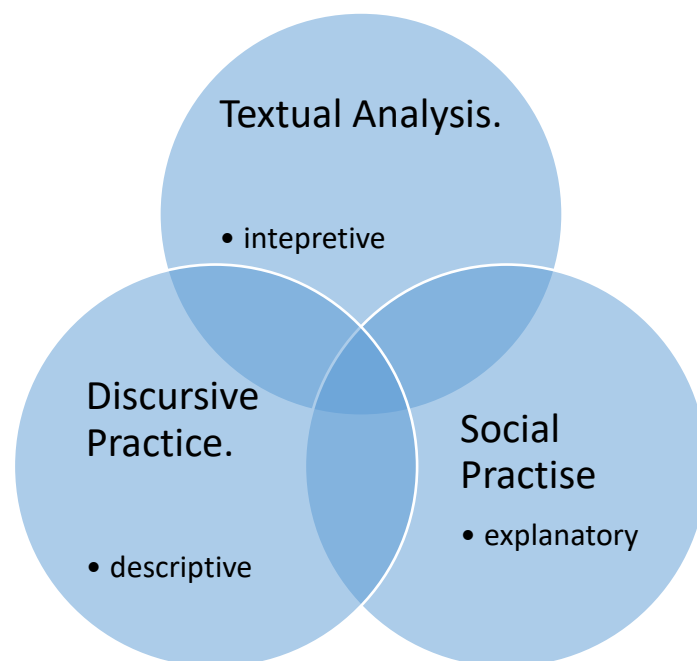 Textual Analysis.
• intepretive
Discursive
Practice.
• descriptive
Social
Practise
• explanatory